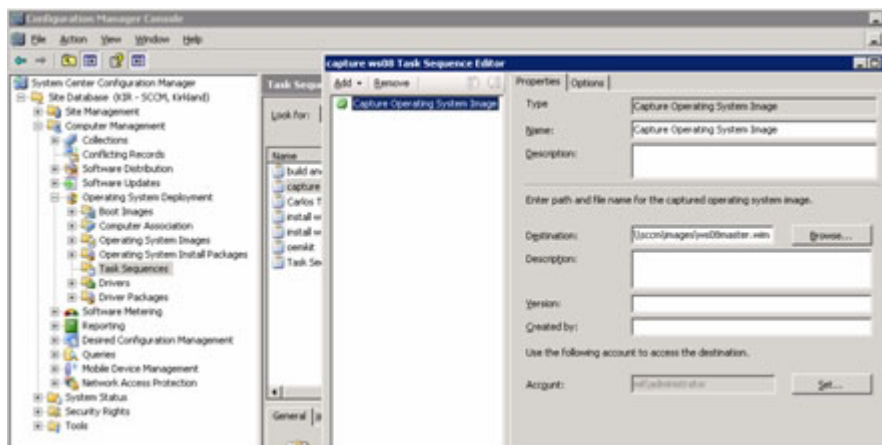 Configuration Manager Console
File Action View Window Help
System Center Configuration Manager
Site Database (KIR - SCCM, Kirkland)
Site Management
Computer Management
Collections
Conflicting Records
Software Distribution
Software Updates
Operating System Deployment
Boot Images
Computer Association
Operating System Images
Operating System Install Packages
Task Sequences
Drivers
Driver Packages
Software Metering
Reporting
Desired Configuration Management
Queries
Mobile Device Management
Network Access Protection
System Status
Security Rights
Tools
Task Seque
Look for:
Name
build an
capture
Carlos T
install w
install w
oemkit
Task Se
General
capture ws08 Task Sequence Editor
Add Remove
Capture Operating System Image
Properties Options
Type Capture Operating System Image
Name: Capture Operating System Image
Description:
Enter path and file name for the captured operating system image.
Destination: \\sccm\images\ws08master.wim Browse...
Description:
Version:
Created by:
Use the following account to access the destination.
Account: Set...